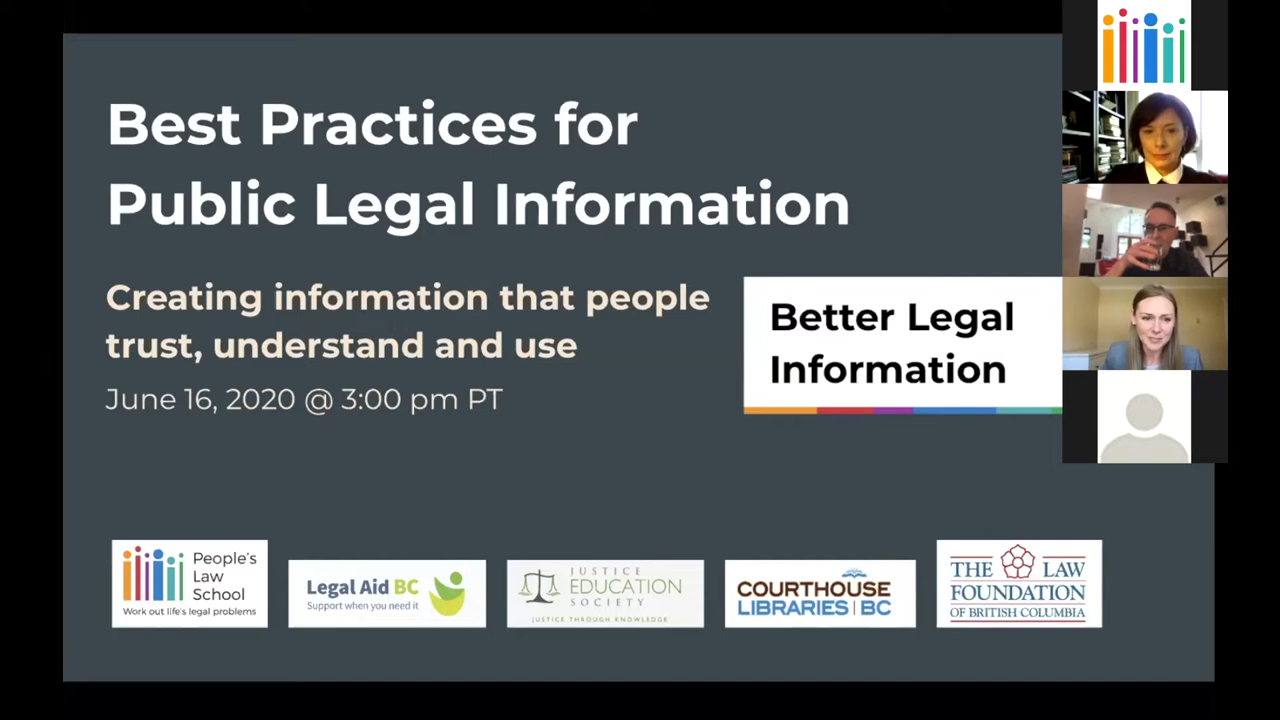 Best Practices for
Public Legal Information
Creating information that people
trust, understand and use
June 16, 2020 @ 3:00 pm PT
Better Legal
Information
People's
Law
School
Work out life's legal problems
Legal Aid BC
Support when you need it
JUSTICE
EDUCATION
SOCIETY
JUSTICE THROUGH KNOWLEDGE
COURTHOUSE
LIBRARIES | BC
THE LAW
FOUNDATION
OF BRITISH COLUMBIA